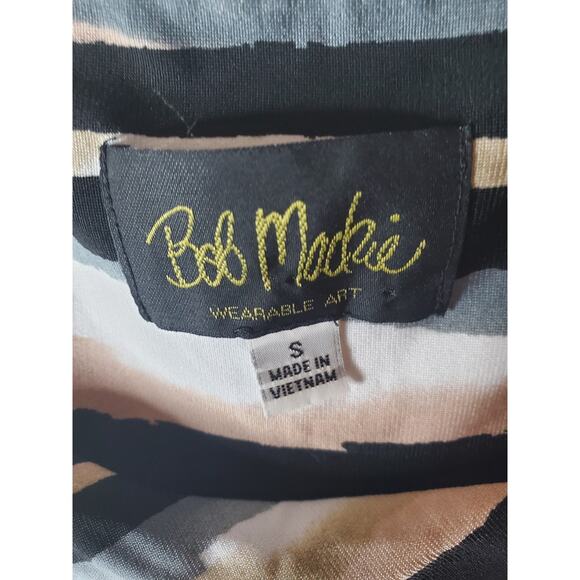 Bob Mackie
WEARABLE ART
S
MADE IN
VIETNAM